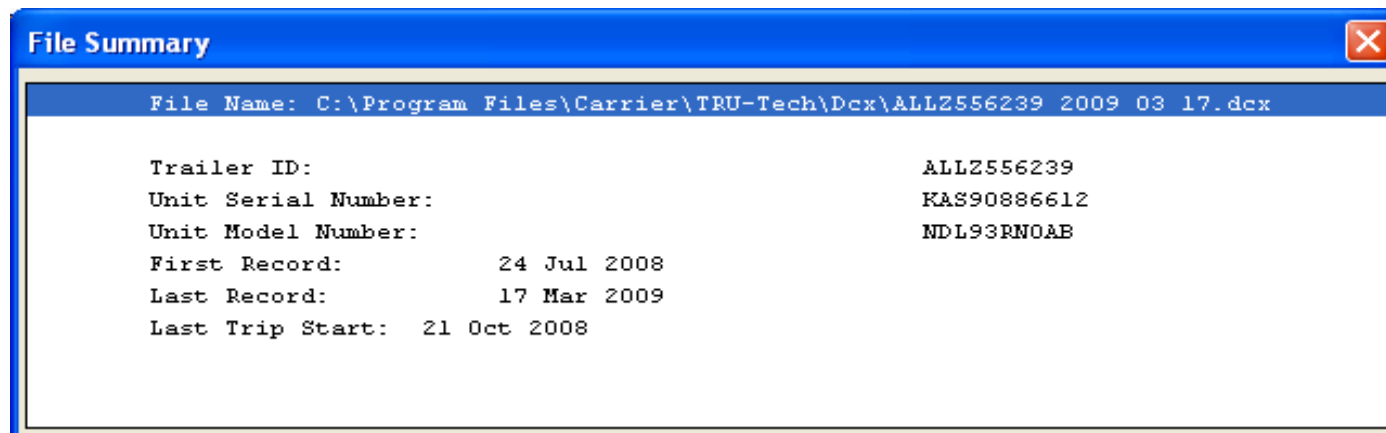 File Summary
File Name: C:\Program Files\Carrier\TRU-Tech\Dcx\ALLZ556239 2009 03 17.dcx
Trailer ID: ALLZ556239
Unit Serial Number: KAS90886612
Unit Model Number: NDL93RN0AB
First Record: 24 Jul 2008
Last Record: 17 Mar 2009
Last Trip Start: 21 Oct 2008